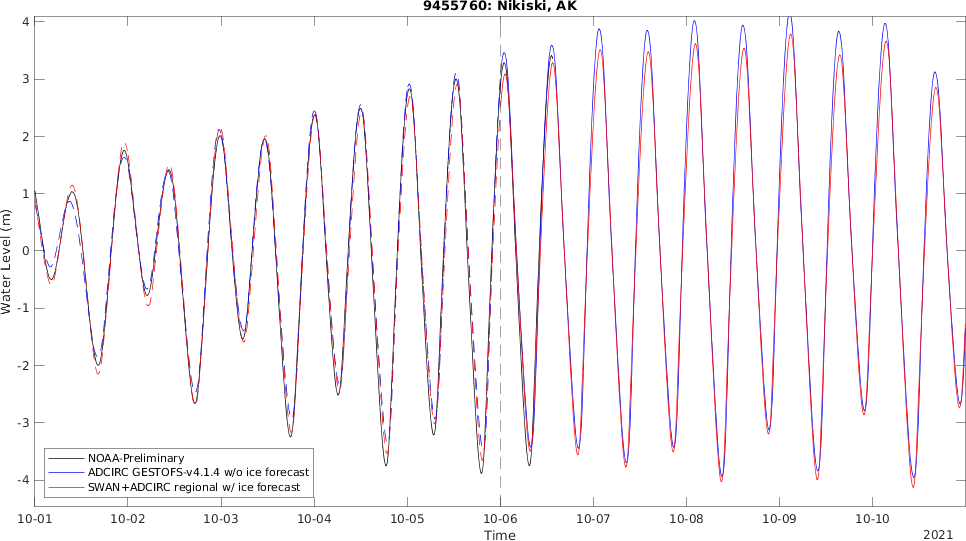 9455760: Nikiski, AK
4
3
2
1
0
-1
-2
-3
-4
Water Level (m)
NOAA-Preliminary
ADCIRC GESTOFS-v4.1.4 w/o ice forecast
SWAN+ADCIRC regional w/ ice forecast
10-01 10-02 10-03 10-04 10-05 10-06 10-07 10-08 10-09 10-10
Time
2021